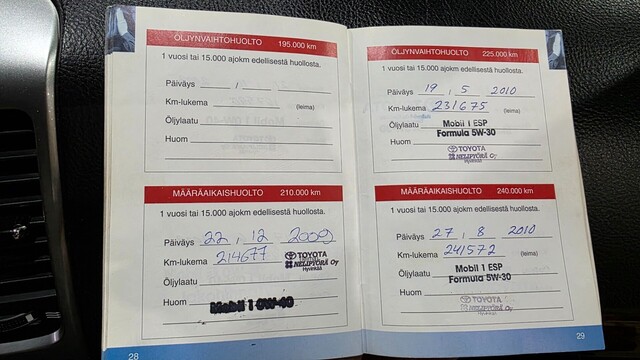 ÖLJYNVAIHTOHUOLTO 195.000 km
1 vuosi tai 15.000 ajokm edellisestä huollosta.
Päiväys , ,
Km-lukema (leima)
Öljylaatu
Huom
MÄÄRÄAIKAISHUOLTO 210.000 km
1 vuosi tai 15.000 ajokm edellisestä huollosta.
Päiväys 22 , 12 2009
Km-lukema 214677
TOYOTA
NELIPYÖRÄ Oy
Hyvinkää
Öljylaatu
Huom Mobil 1 0W-40
28
ÖLJYNVAIHTOHUOLTO 225.000 km
1 vuosi tai 15.000 ajokm edellisestä huollosta.
Päiväys 19 , 5 2010
Km-lukema 231675 (leima)
Öljylaatu Mobil 1 ESP
Formula 5W-30
Huom
TOYOTA
NELIPYÖRÄ Oy
Hyvinkää
MÄÄRÄAIKAISHUOLTO 240.000 km
1 vuosi tai 15.000 ajokm edellisestä huollosta.
Päiväys 27 , 8 2010
Km-lukema 241572 (leima)
Öljylaatu Mobil 1 ESP
Formula 5W-30
Huom
TOYOTA
NELIPYÖRÄ Oy
Hyvinkää
29